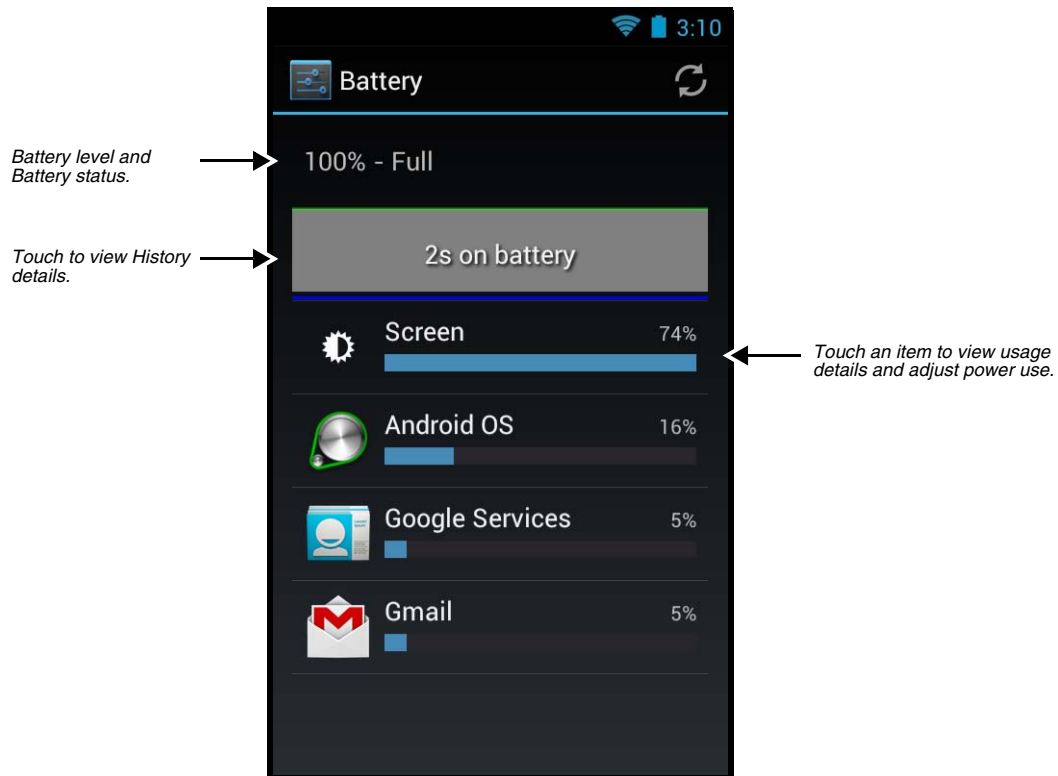 3:10
Battery
Battery level and
Battery status.
100% - Full
Touch to view History
details.
2s on battery
Screen 74%
Touch an item to view usage
details and adjust power use.
Android OS 16%
Google Services 5%
Gmail 5%